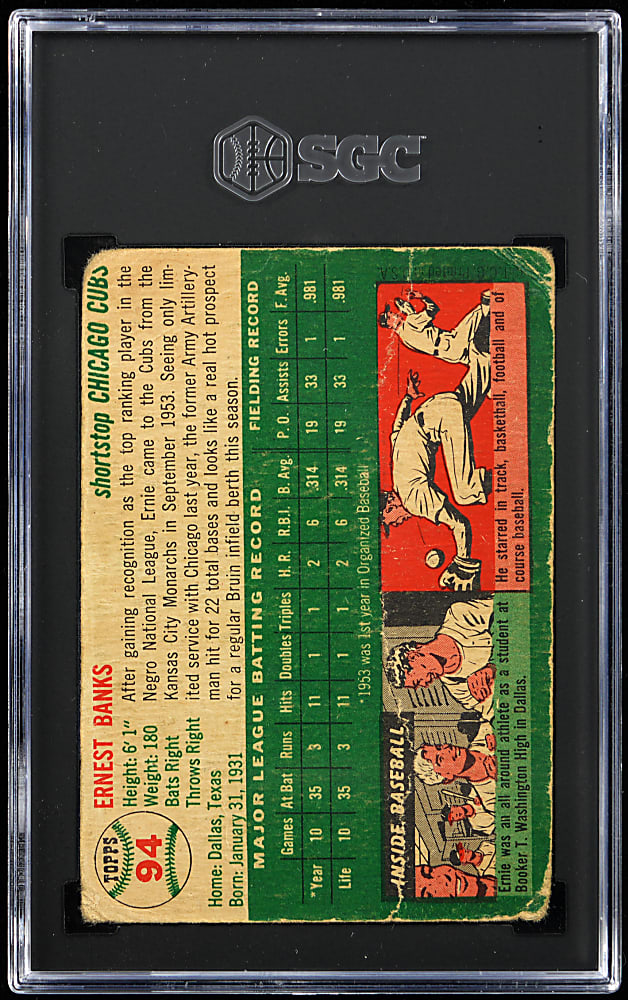 SGC
TOPPS
94
ERNEST BANKS
shortstop CHICAGO CUBS
Height: 6' 1"
Weight: 180
Bats Right
Throws Right
Home: Dallas, Texas
Born: January 31, 1931
After gaining recognition as the top ranking player in the
Negro National League, Ernie came to the Cubs from the
Kansas City Monarchs in September 1953. Seeing only lim-
ited service with Chicago last year, the former Army Artillery-
man hit for 22 total bases and looks like a real hot prospect
for a regular Bruin infield berth this season.
MAJOR LEAGUE BATTING RECORD FIELDING RECORD
Games At Bat Runs Hits Doubles Triples H. R. R.B.I. B. Avg. P. O. Assists Errors F. Avg.
*Year 10 35 3 11 1 1 2 6 .314 19 33 1 .981
Life 10 35 3 11 1 1 2 6 .314 19 33 1 .981
*1953 was 1st year in Organized Baseball
INSIDE BASEBALL
Ernie was an all around athlete as a student at
Booker T. Washington High in Dallas.
He starred in track, basketball, football and of
course baseball.
T.C.G. Printed in U.S.A.